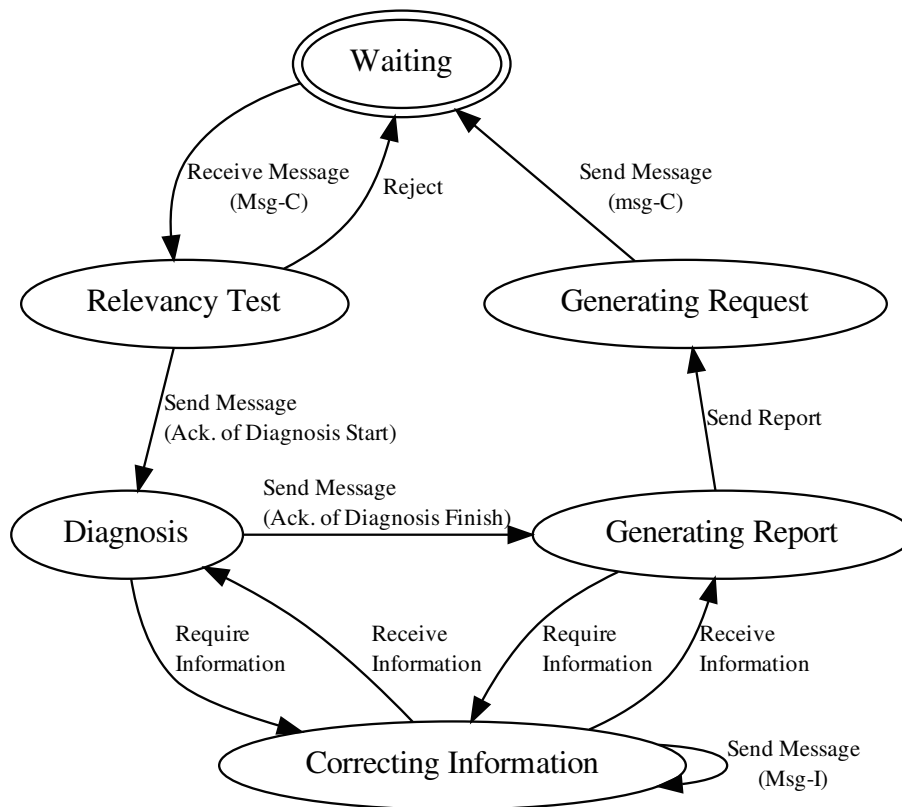 Waiting
Receive Message
(Msg-C)
Reject
Send Message
(msg-C)
Relevancy Test
Generating Request
Send Message
(Ack. of Diagnosis Start)
Send Report
Send Message
(Ack. of Diagnosis Finish)
Diagnosis
Generating Report
Require
Information
Receive
Information
Require
Information
Receive
Information
Correcting Information
Send Message
(Msg-I)